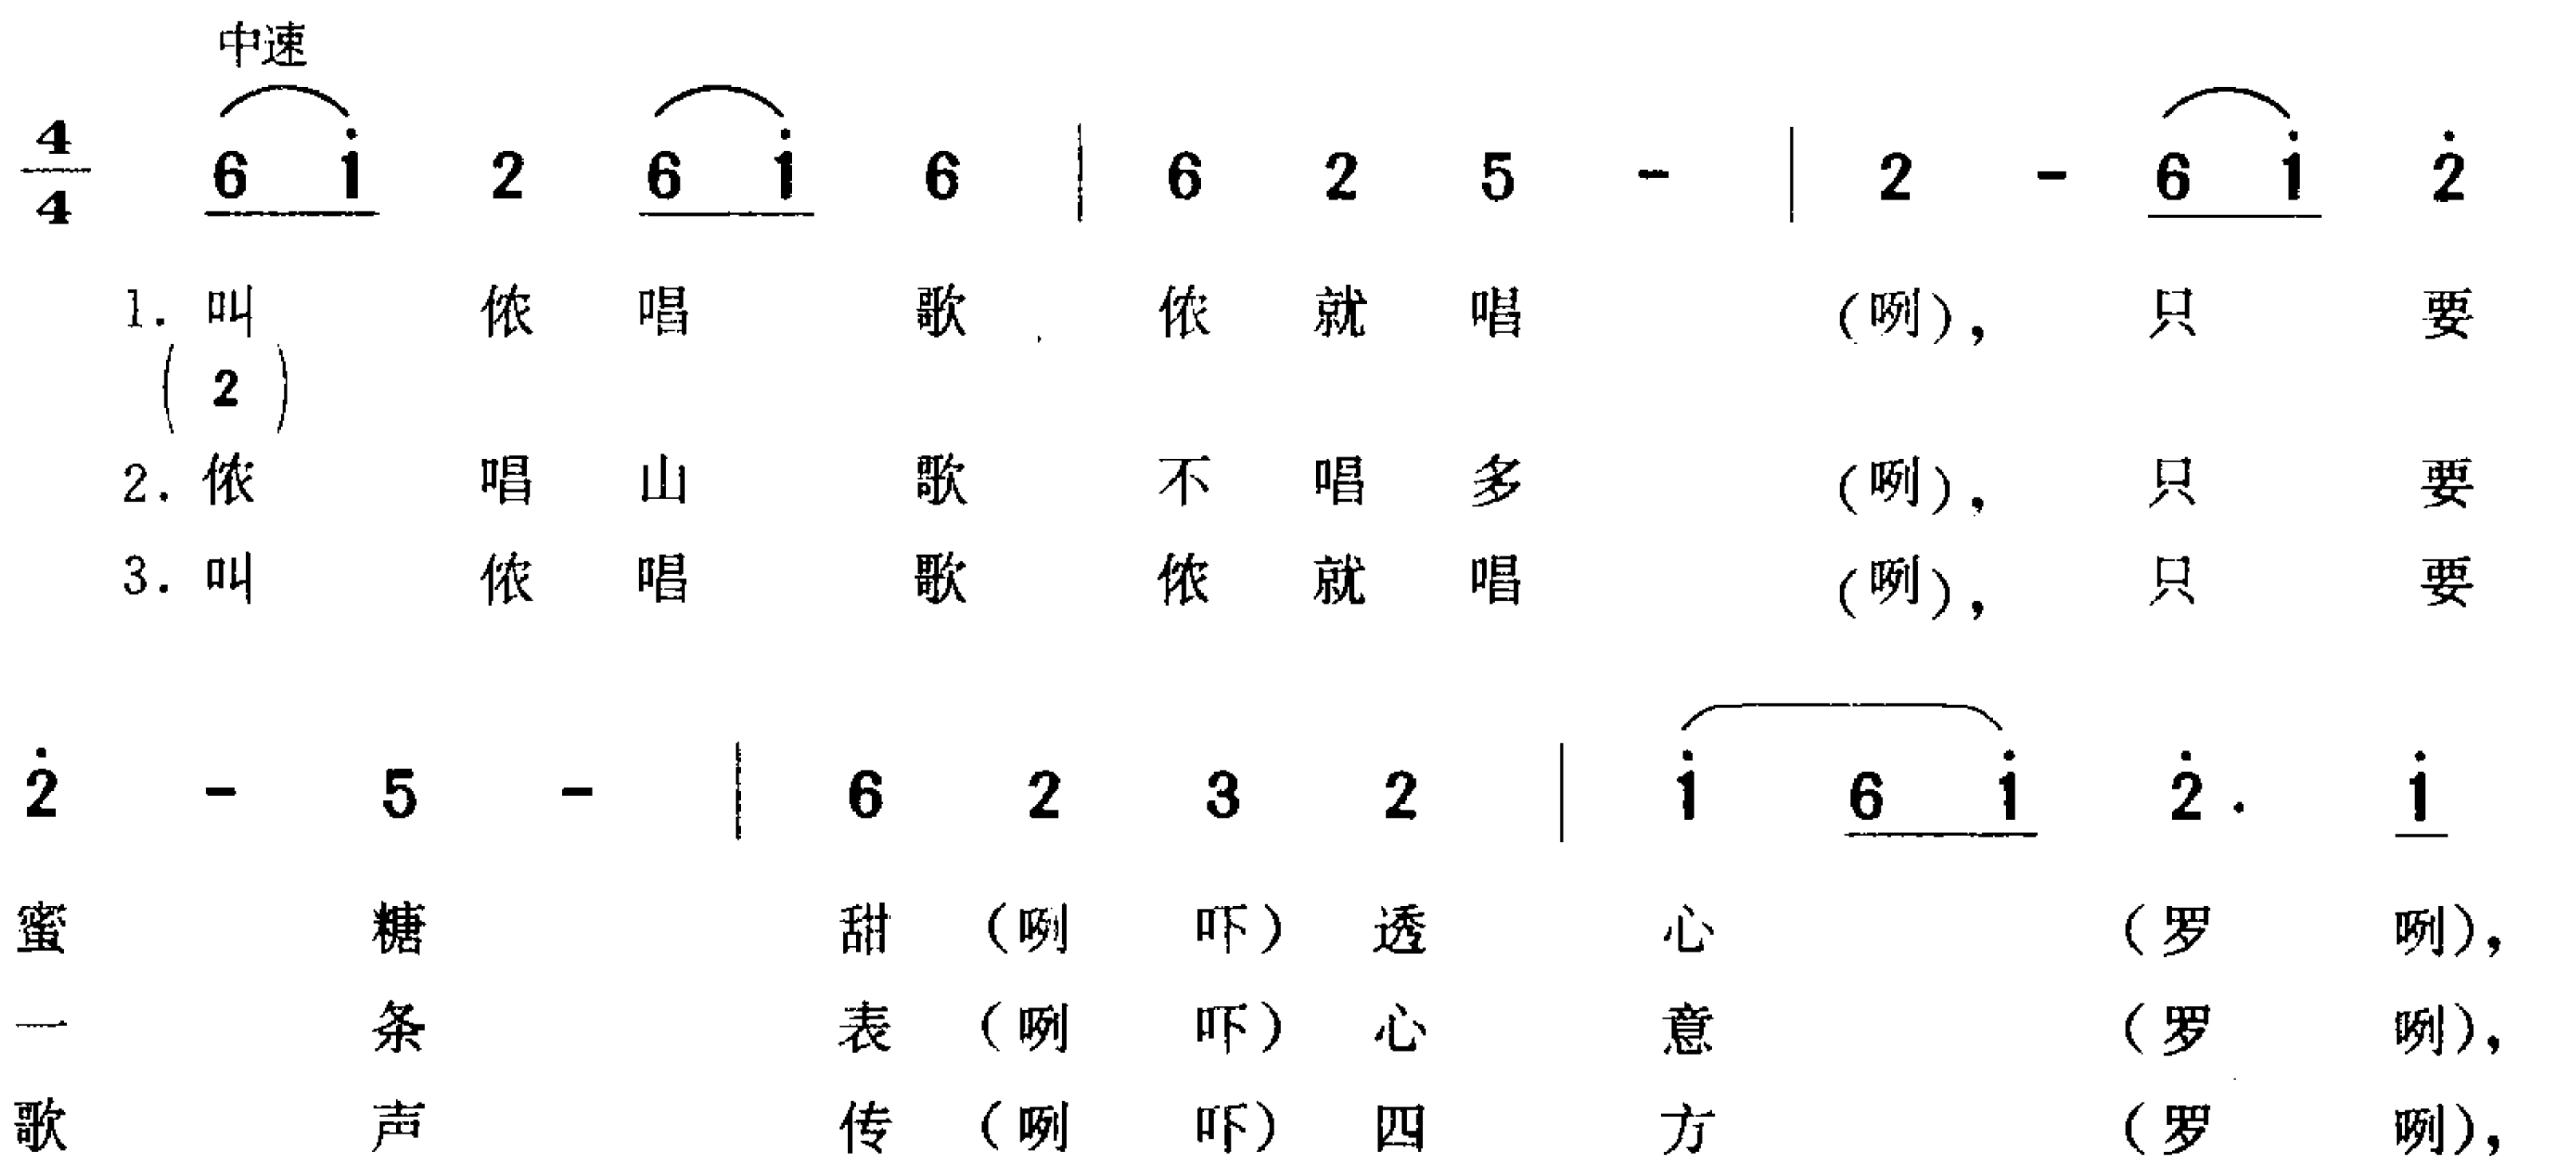 中速
4/4 6 i̇ 2 6 i̇ 6 | 6 2 5 - | 2 - 6 i̇ 2̇
1. 叫 侬 唱 歌 侬 就 唱 (咧), 只 要
( 2 )
2. 侬 唱 山 歌 不 唱 多 (咧), 只 要
3. 叫 侬 唱 歌 侬 就 唱 (咧), 只 要
2̇ - 5 - | 6 2 3 2 | i̇ 6 i̇ 2̇ . i̇
蜜 糖 甜 (咧 吓) 透 心 (罗 咧),
一 条 表 (咧 吓) 心 意 (罗 咧),
歌 声 传 (咧 吓) 四 方 (罗 咧),